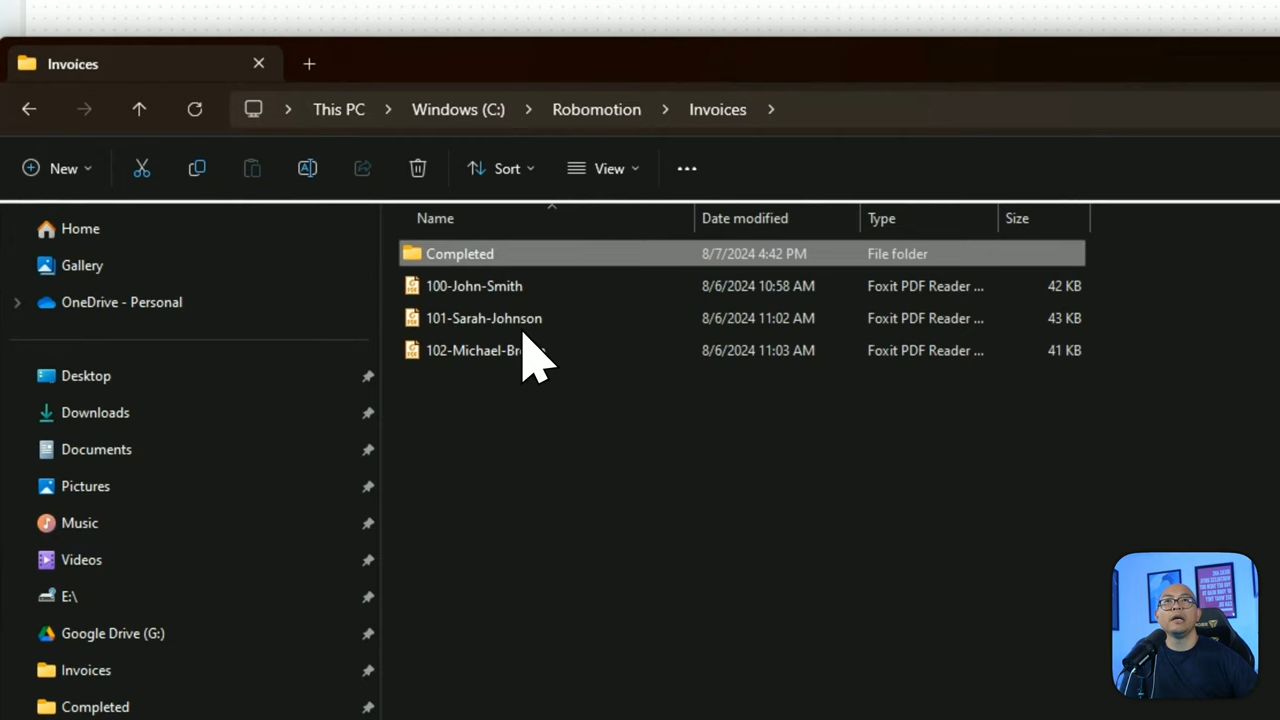 Invoices
This PC > Windows (C:) > Robomotion > Invoices >
New Sort View
Name Date modified Type Size
Completed 8/7/2024 4:42 PM File folder
100-John-Smith 8/6/2024 10:58 AM Foxit PDF Reader ... 42 KB
101-Sarah-Johnson 8/6/2024 11:02 AM Foxit PDF Reader ... 43 KB
8/6/2024 11:03 AM Foxit PDF Reader ... 41 KB
Home
Gallery
OneDrive - Personal
Desktop
Downloads
Documents
Pictures
Music
Videos
E:\
Google Drive (G:)
Invoices
Completed